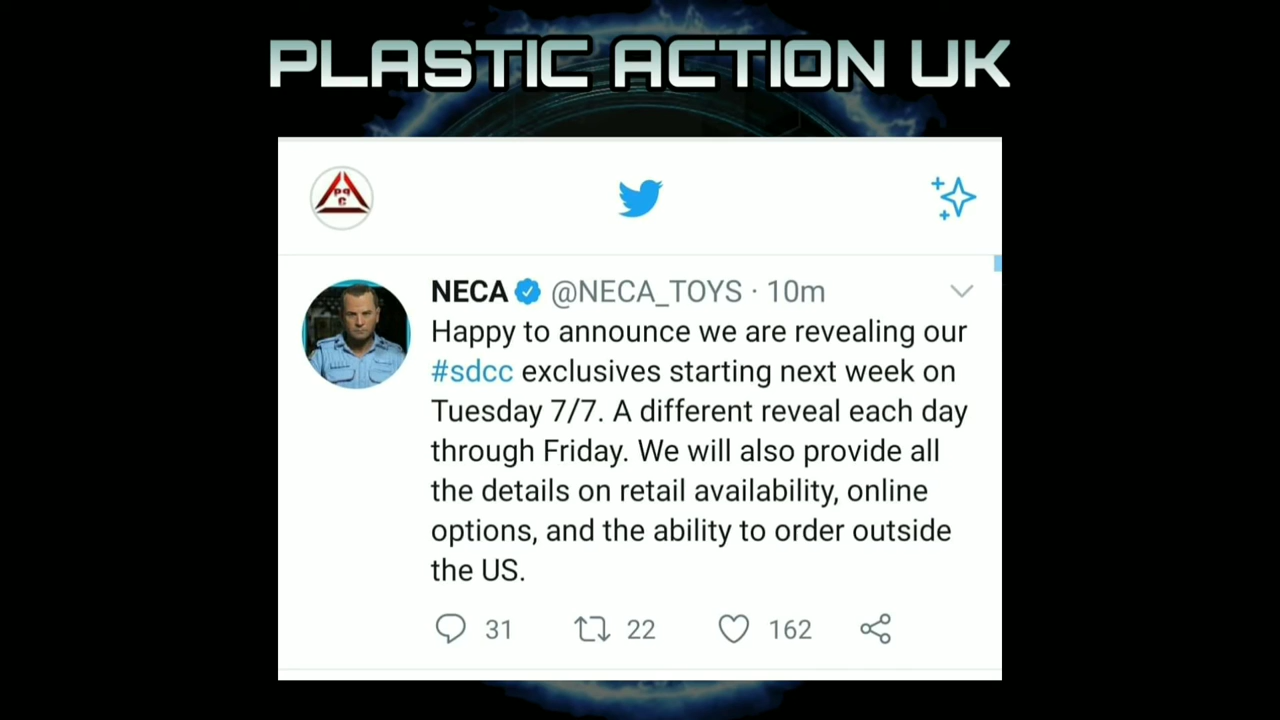 PLASTIC ACTION UK
pq
c
NECA @NECA_TOYS · 10m
Happy to announce we are revealing our
#sdcc exclusives starting next week on
Tuesday 7/7. A different reveal each day
through Friday. We will also provide all
the details on retail availability, online
options, and the ability to order outside
the US.
31 22 162